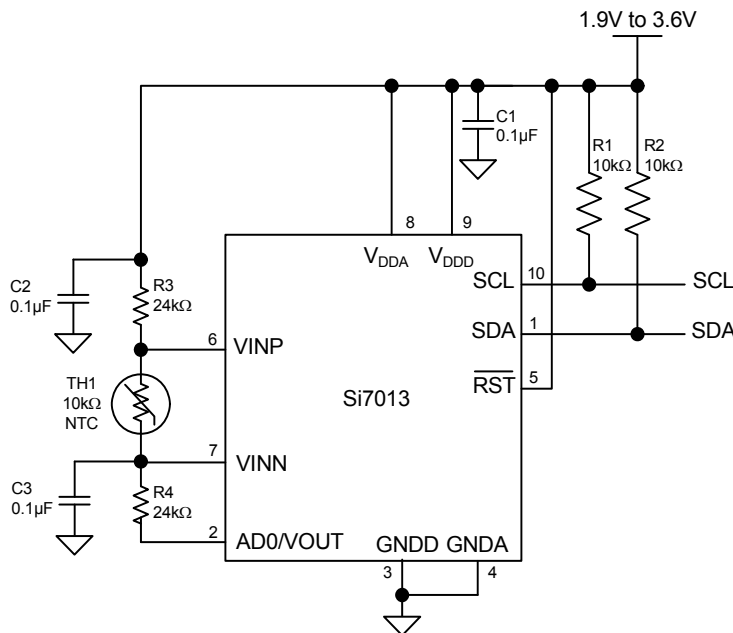 1.9V to 3.6V
C1
0.1µF
R1
10kΩ
R2
10kΩ
8
9
VDDA
VDDD
C2
0.1µF
R3
24kΩ
SCL
10
SCL
SDA
1
SDA
6
VINP
RST
5
TH1
10kΩ
NTC
Si7013
7
VINN
C3
0.1µF
R4
24kΩ
2
AD0/VOUT
GNDD
GNDA
3
4